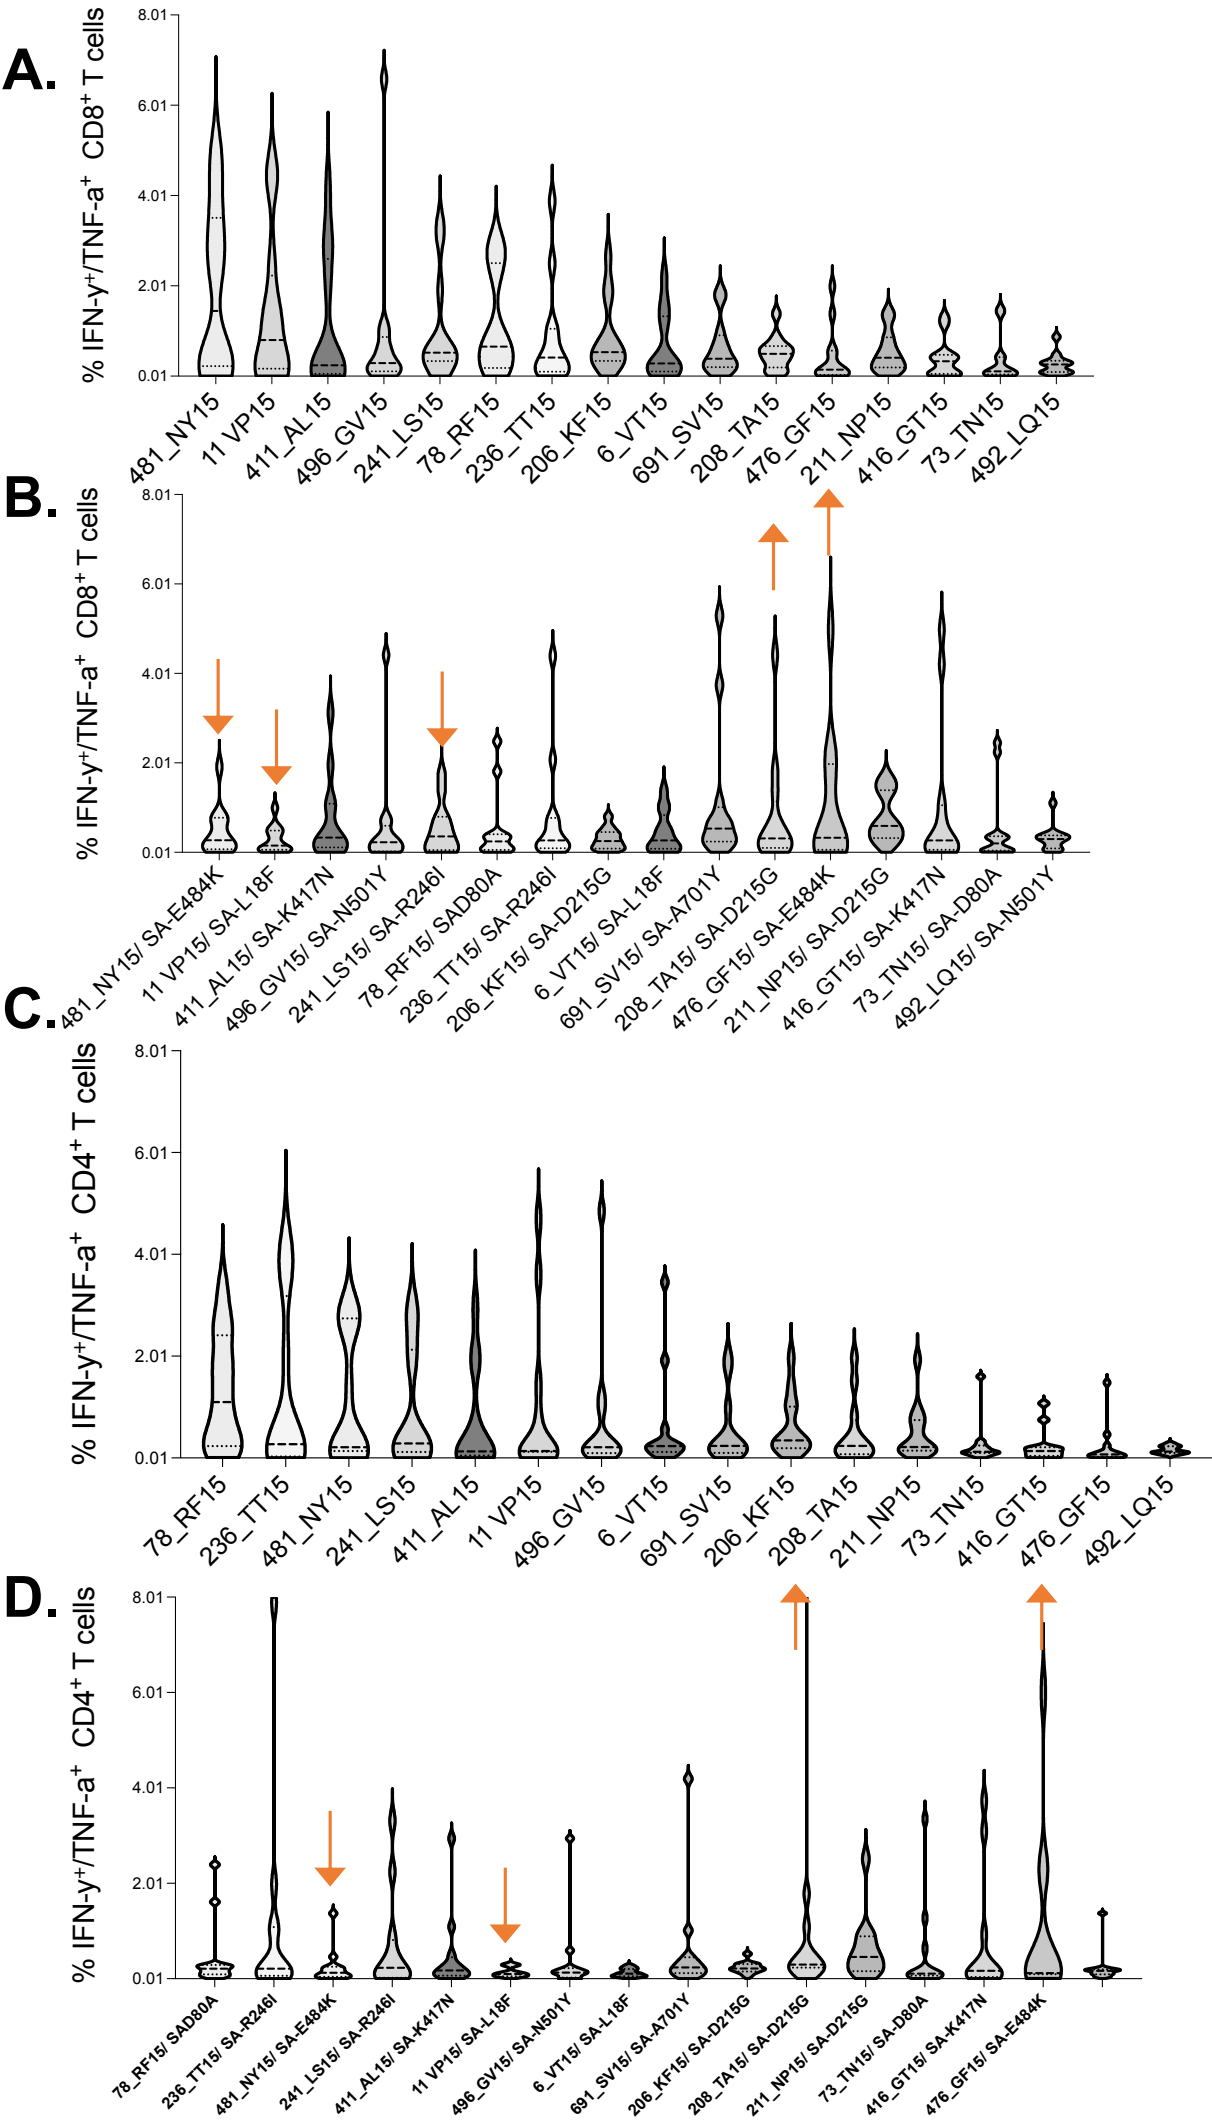 A.
% IFN-y+/TNF-a+ CD8+ T cells
8.01
6.01
4.01
2.01
0.01
481_NY15
11 VP15
411_AL15
496_GV15
241_LS15
78_RF15
236_TT15
206_KF15
6_VT15
691_SV15
208_TA15
476_GF15
211_NP15
416_GT15
73_TN15
492_LQ15
B.
% IFN-y+/TNF-a+ CD8+ T cells
8.01
6.01
4.01
2.01
0.01
481_NY15/ SA-E484K
11 VP15/ SA-L18F
411_AL15/ SA-K417N
496_GV15/ SA-N501Y
241_LS15/ SA-R246I
78_RF15/ SAD80A
236_TT15/ SA-R246I
206_KF15/ SA-D215G
6_VT15/ SA-L18F
691_SV15/ SA-A701Y
208_TA15/ SA-D215G
476_GF15/ SA-E484K
211_NP15/ SA-D215G
416_GT15/ SA-K417N
73_TN15/ SA-D80A
492_LQ15/ SA-N501Y
C.
% IFN-y+/TNF-a+ CD4+ T cells
8.01
6.01
4.01
2.01
0.01
78_RF15
236_TT15
481_NY15
241_LS15
411_AL15
11 VP15
496_GV15
6_VT15
691_SV15
206_KF15
208_TA15
211_NP15
73_TN15
416_GT15
476_GF15
492_LQ15
D.
% IFN-y+/TNF-a+ CD4+ T cells
8.01
6.01
4.01
2.01
0.01
78_RF15/ SAD80A
236_TT15/ SA-R246I
481_NY15/ SA-E484K
241_LS15/ SA-R246I
411_AL15/ SA-K417N
11 VP15/ SA-L18F
496_GV15/ SA-N501Y
6_VT15/ SA-L18F
691_SV15/ SA-A701Y
206_KF15/ SA-D215G
208_TA15/ SA-D215G
211_NP15/ SA-D215G
73_TN15/ SA-D80A
416_GT15/ SA-K417N
476_GF15/ SA-E484K